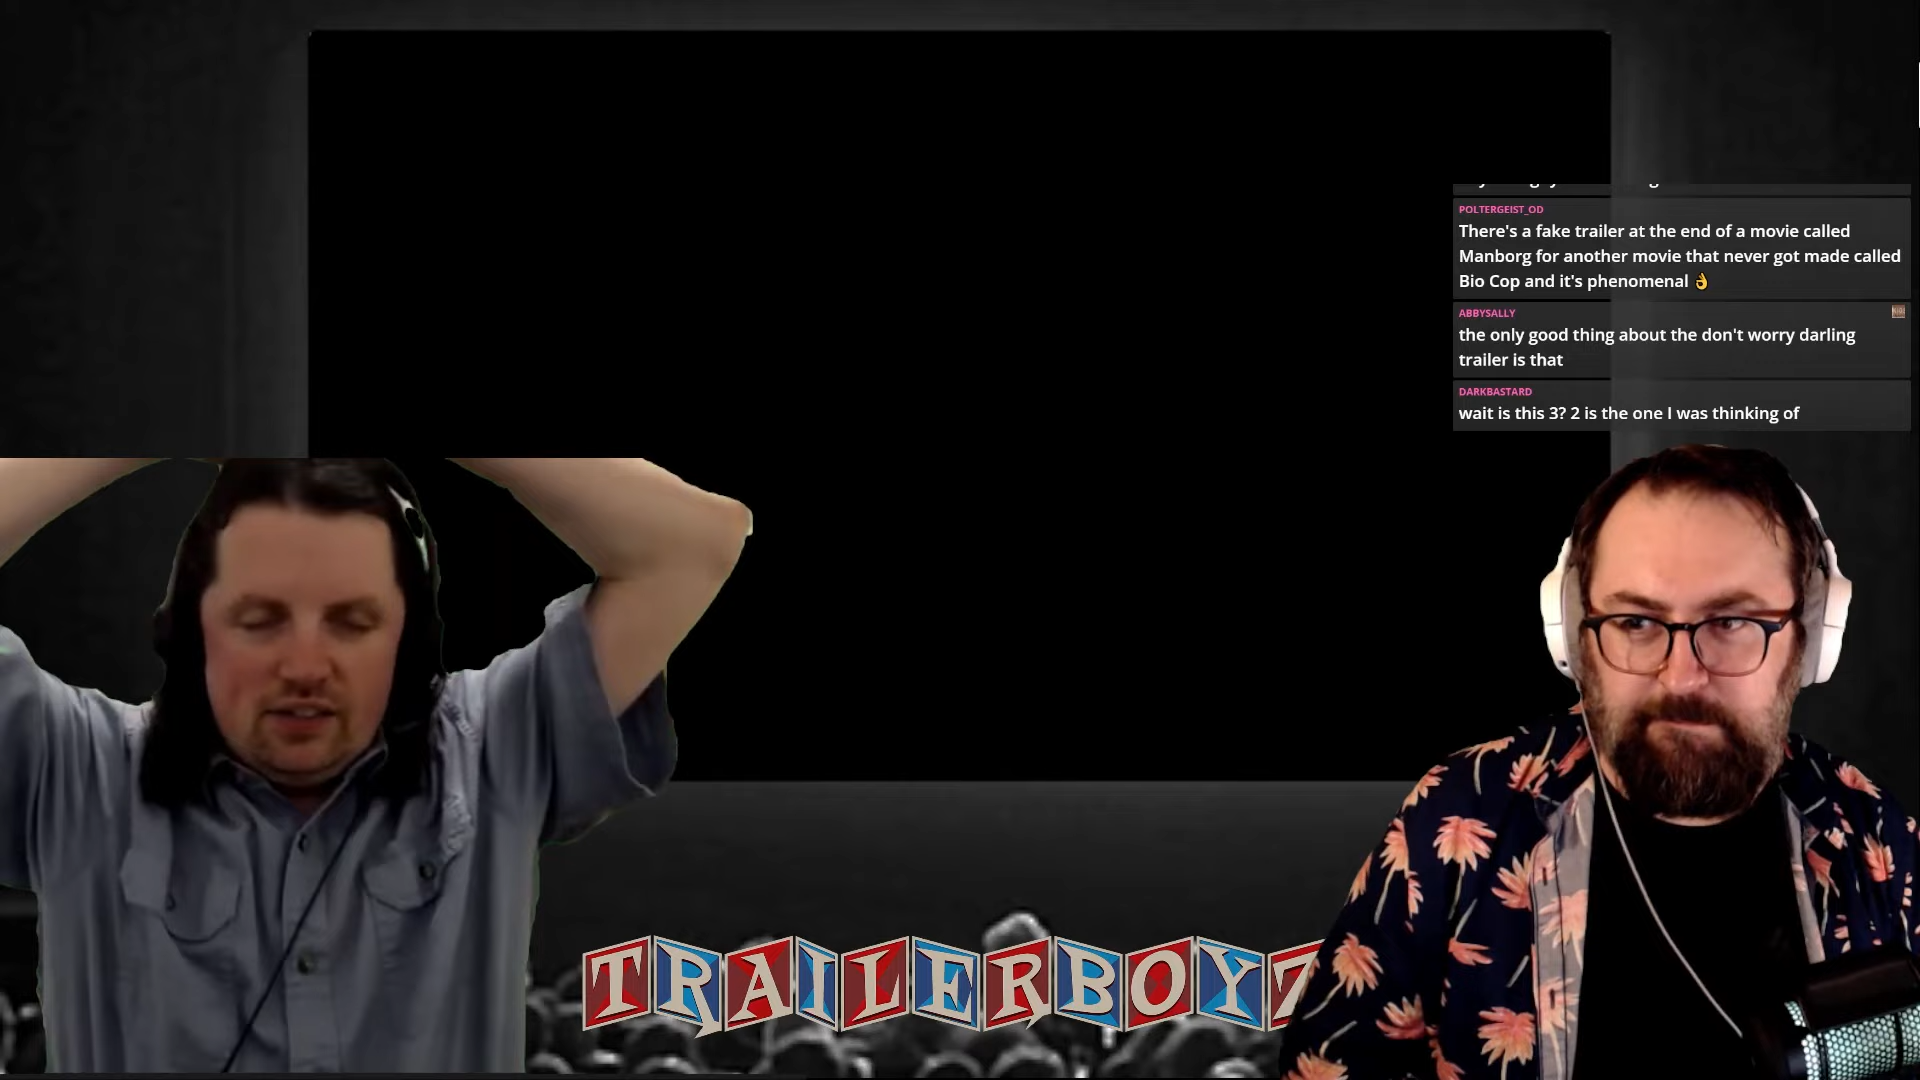 POLTERGEIST_OD
There's a fake trailer at the end of a movie called
Manborg for another movie that never got made called
Bio Cop and it's phenomenal 👌
ABBYSALLY
the only good thing about the don't worry darling
trailer is that
DARKBASTARD
wait is this 3? 2 is the one I was thinking of
TRAILERBOYZ